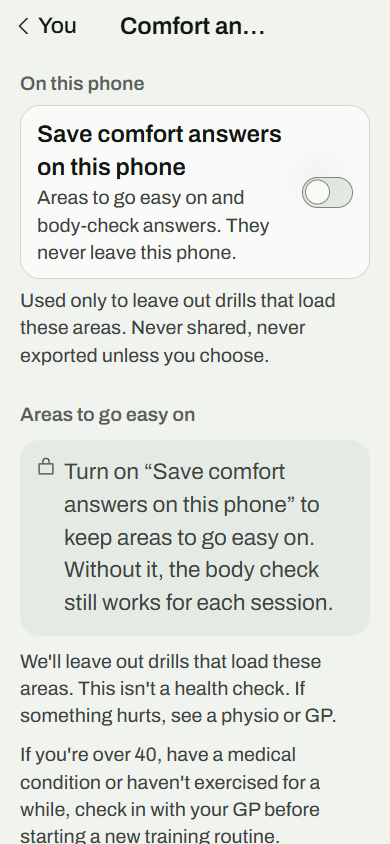 You
Comfort an...
On this phone
Save comfort answers
on this phone
Areas to go easy on and
body-check answers. They
never leave this phone.
Used only to leave out drills that load
these areas. Never shared, never
exported unless you choose.
Areas to go easy on
Turn on “Save comfort
answers on this phone” to
keep areas to go easy on.
Without it, the body check
still works for each session.
We'll leave out drills that load these
areas. This isn't a health check. If
something hurts, see a physio or GP.
If you're over 40, have a medical
condition or haven't exercised for a
while, check in with your GP before
starting a new training routine.